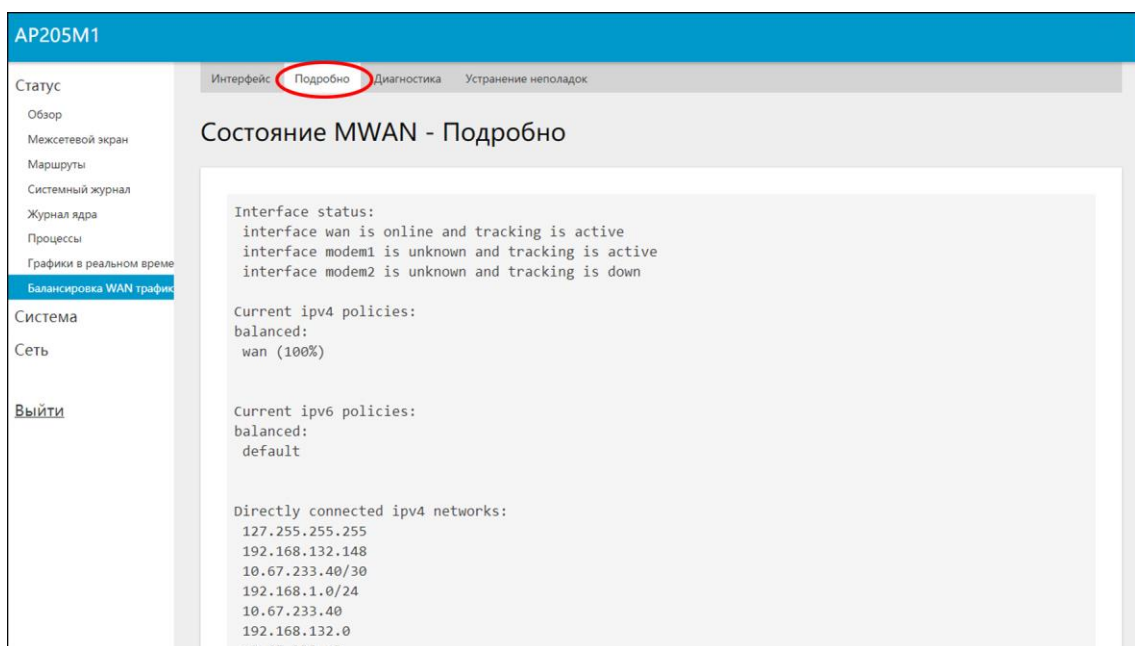 AP205M1
Статус
Обзор
Межсетевой экран
Маршруты
Системный журнал
Журнал ядра
Процессы
Графики в реальном време
Балансировка WAN трафик
Система
Сеть
Выйти
Интерфейс Подробно Диагностика Устранение неполадок
Состояние MWAN - Подробно
Interface status:
interface wan is online and tracking is active
interface modem1 is unknown and tracking is active
interface modem2 is unknown and tracking is down
Current ipv4 policies:
balanced:
wan (100%)
Current ipv6 policies:
balanced:
default
Directly connected ipv4 networks:
127.255.255.255
192.168.132.148
10.67.233.40/30
192.168.1.0/24
10.67.233.40
192.168.132.0